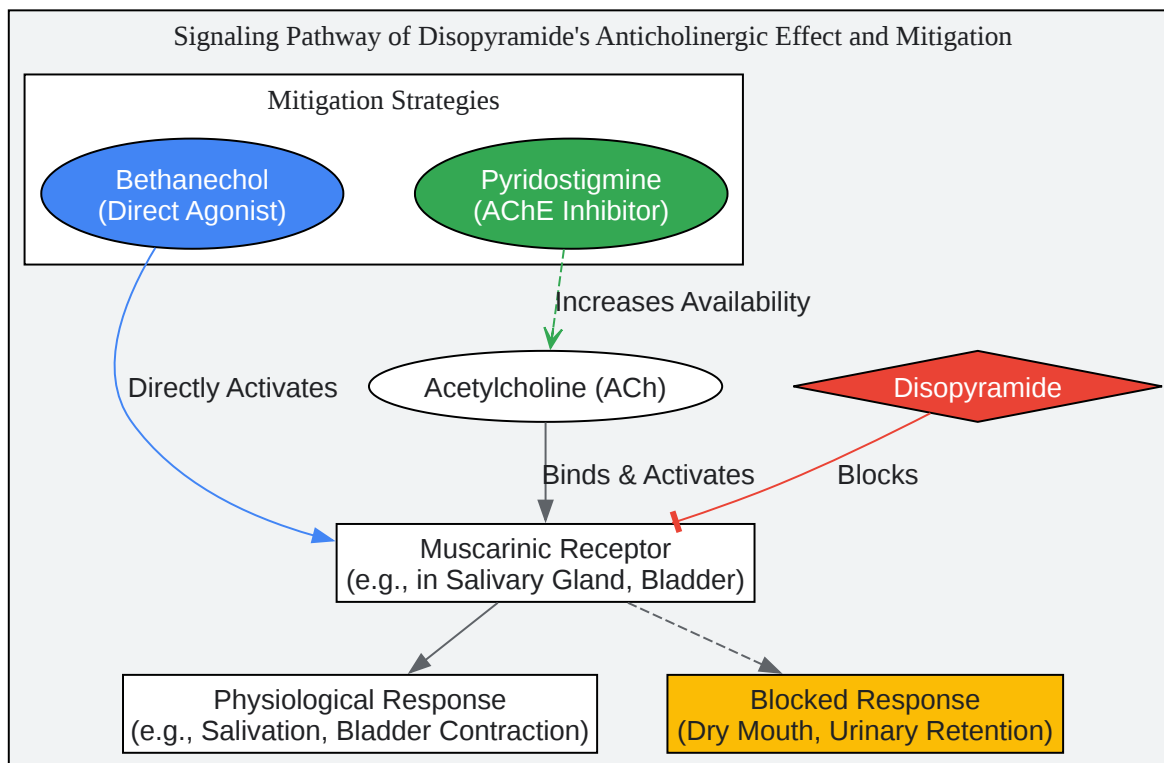 Signaling Pathway of Disopyramide's Anticholinergic Effect and Mitigation
Mitigation Strategies
Bethanechol
(Direct Agonist)
Pyridostigmine
(AChE Inhibitor)
Increases Availability
Directly Activates
Acetylcholine (ACh)
Disopyramide
Binds & Activates
Blocks
Muscarinic Receptor
(e.g., in Salivary Gland, Bladder)
Physiological Response
(e.g., Salivation, Bladder Contraction)
Blocked Response
(Dry Mouth, Urinary Retention)